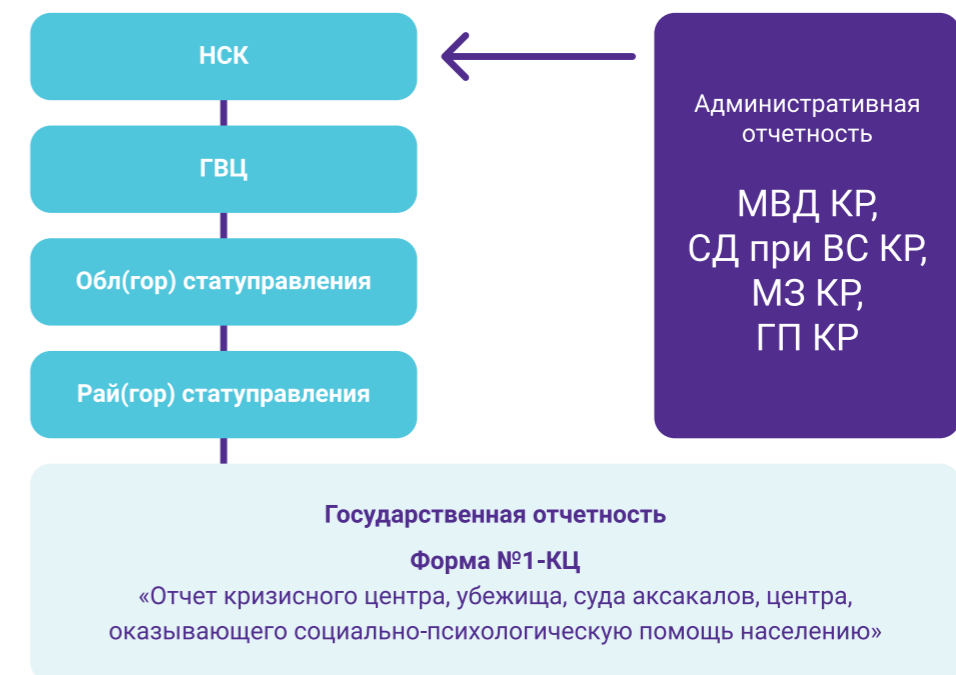 НСК
ГВЦ
Обл(гор) статуправления
Рай(гор) статуправления
Административная
отчетность
МВД КР,
СД при ВС КР,
МЗ КР,
ГП КР
Государственная отчетность
Форма №1-КЦ
«Отчет кризисного центра, убежища, суда аксакалов, центра,
оказывающего социально-психологическую помощь населению»